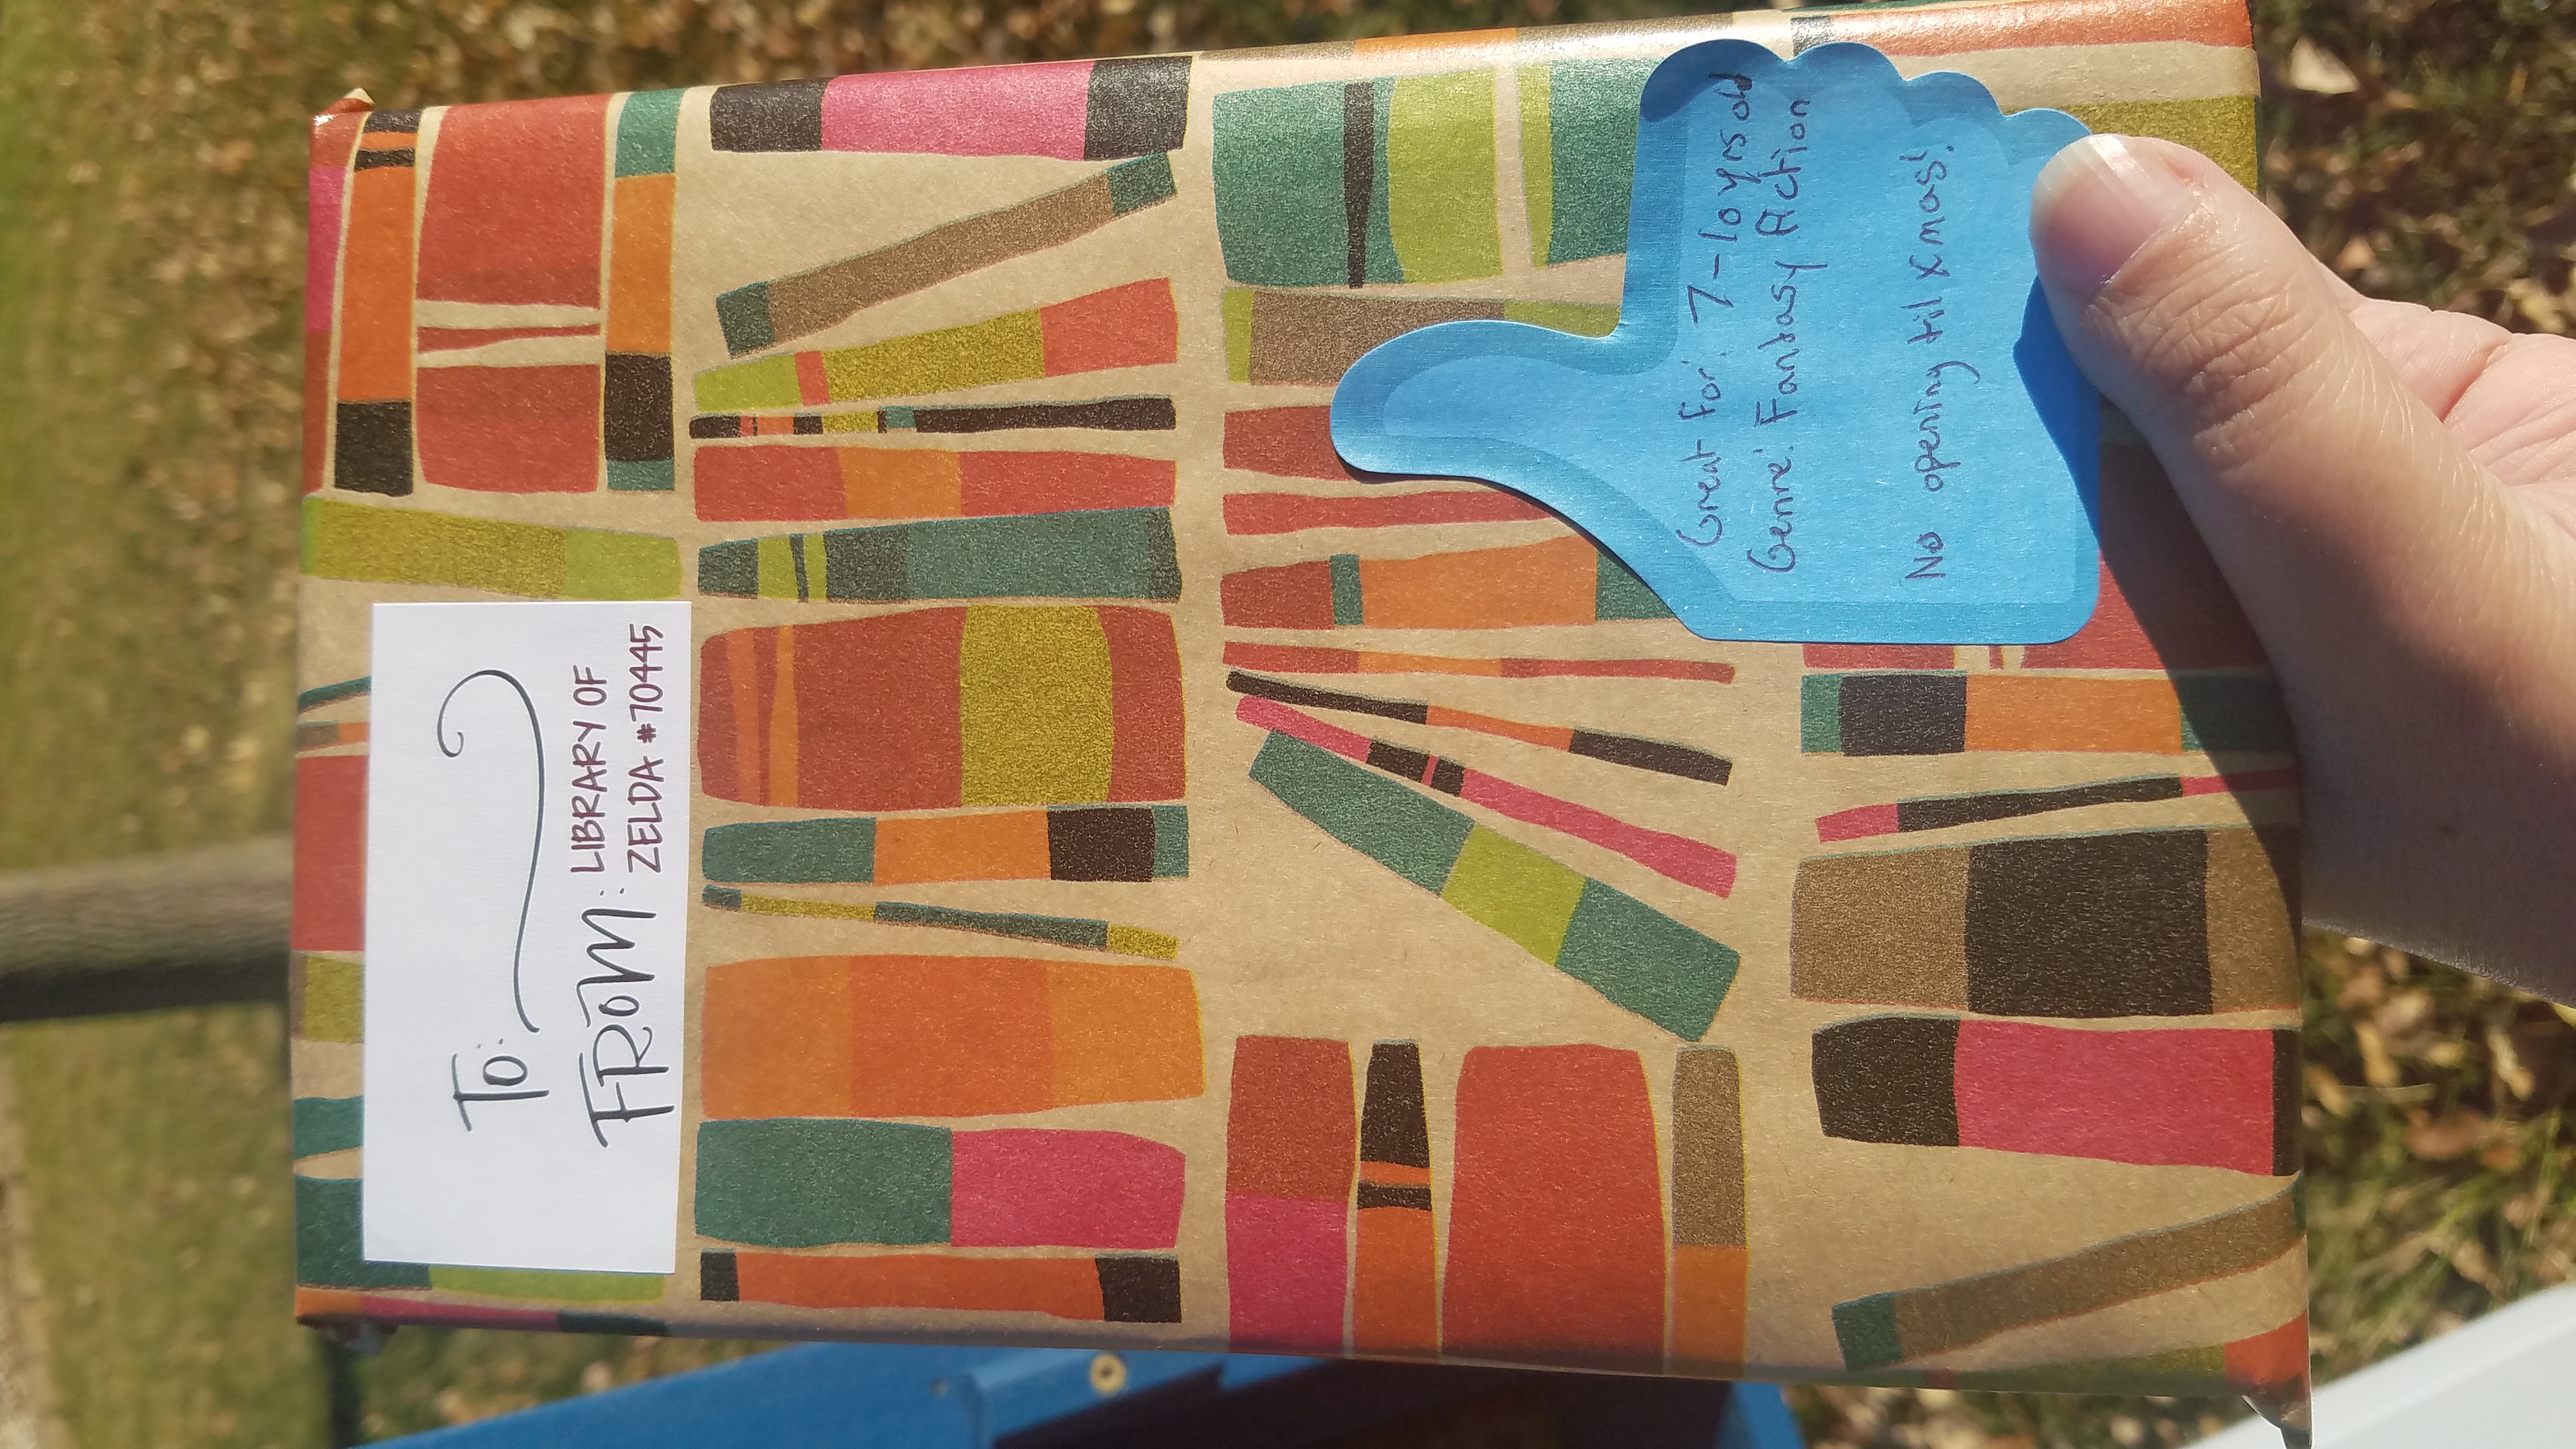 To:
FROM: LIBRARY OF
ZELDA #70445
Great for: 7-10 yrs old
Genre: Fantasy Action
No opening til xmas!